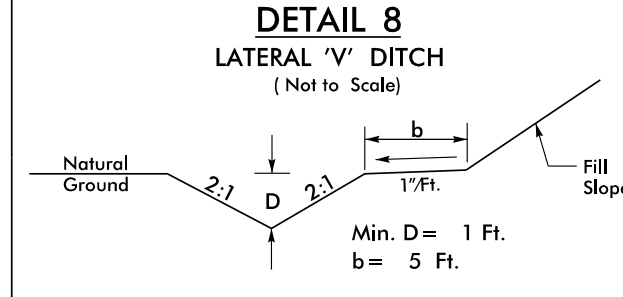 DETAIL 8
LATERAL 'V' DITCH
( Not to Scale)
b
Natural
Ground
2:1
D
2:1
1"/Ft.
Fill
Slope
Min. D = 1 Ft.
b = 5 Ft.